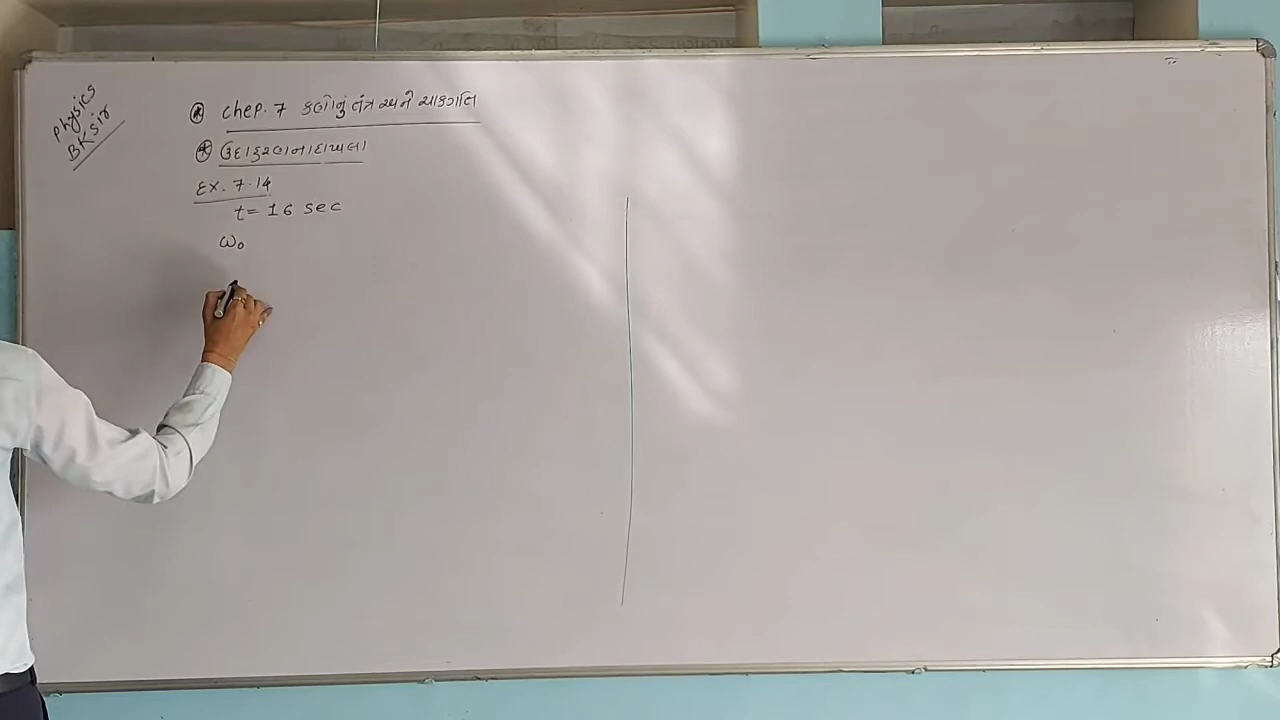 Physics
BK sir
* chep. 7 કણોનું તંત્ર અને ચાકગતિ
* ઉદાહરણના દાખલા
Ex. 7.14
t = 16 sec
ω₀